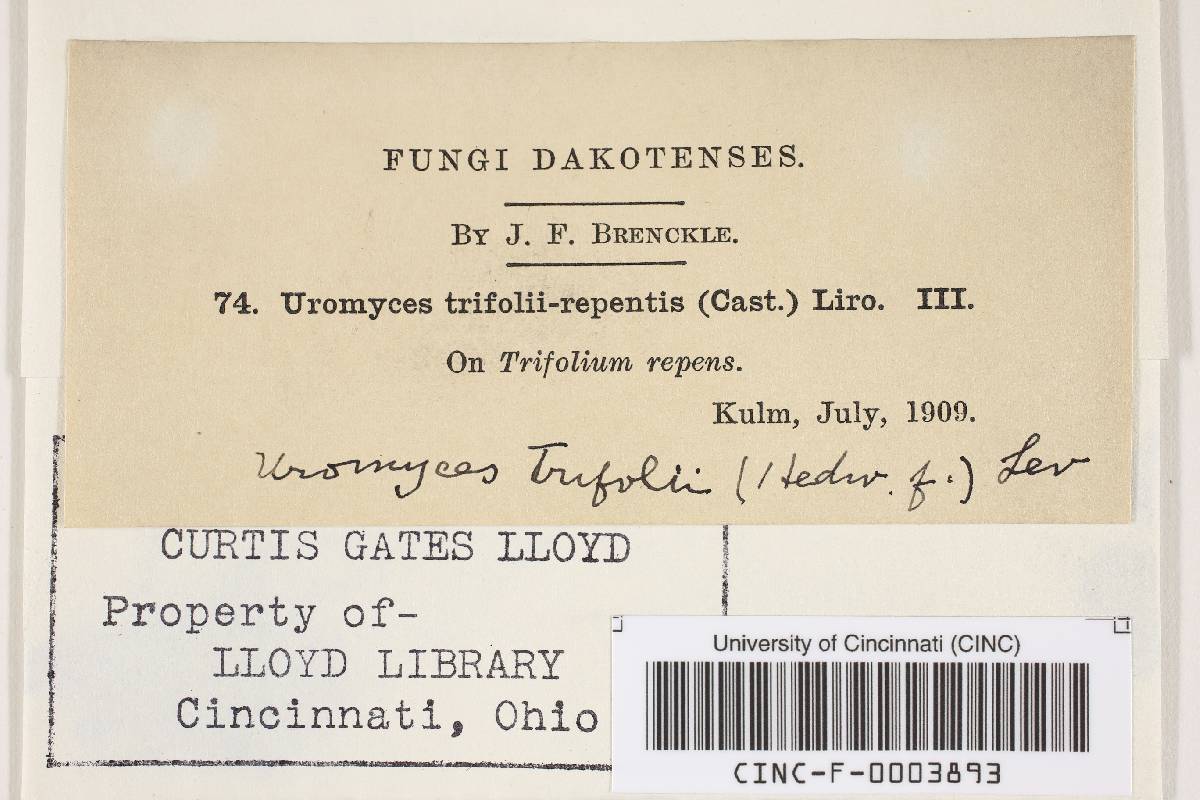 FUNGI DAKOTENSES.
BY J. F. BRENCKLE.
74. Uromyces trifolii-repentis (Cast.) Liro. III.
On Trifolium repens.
Kulm, July, 1909.
Uromyces Trifolii (Hedw. f.) Lev
CURTIS GATES LLOYD
Property of-
LLOYD LIBRARY
Cincinnati, Ohio
University of Cincinnati (CINC)
CINC-F-0003893